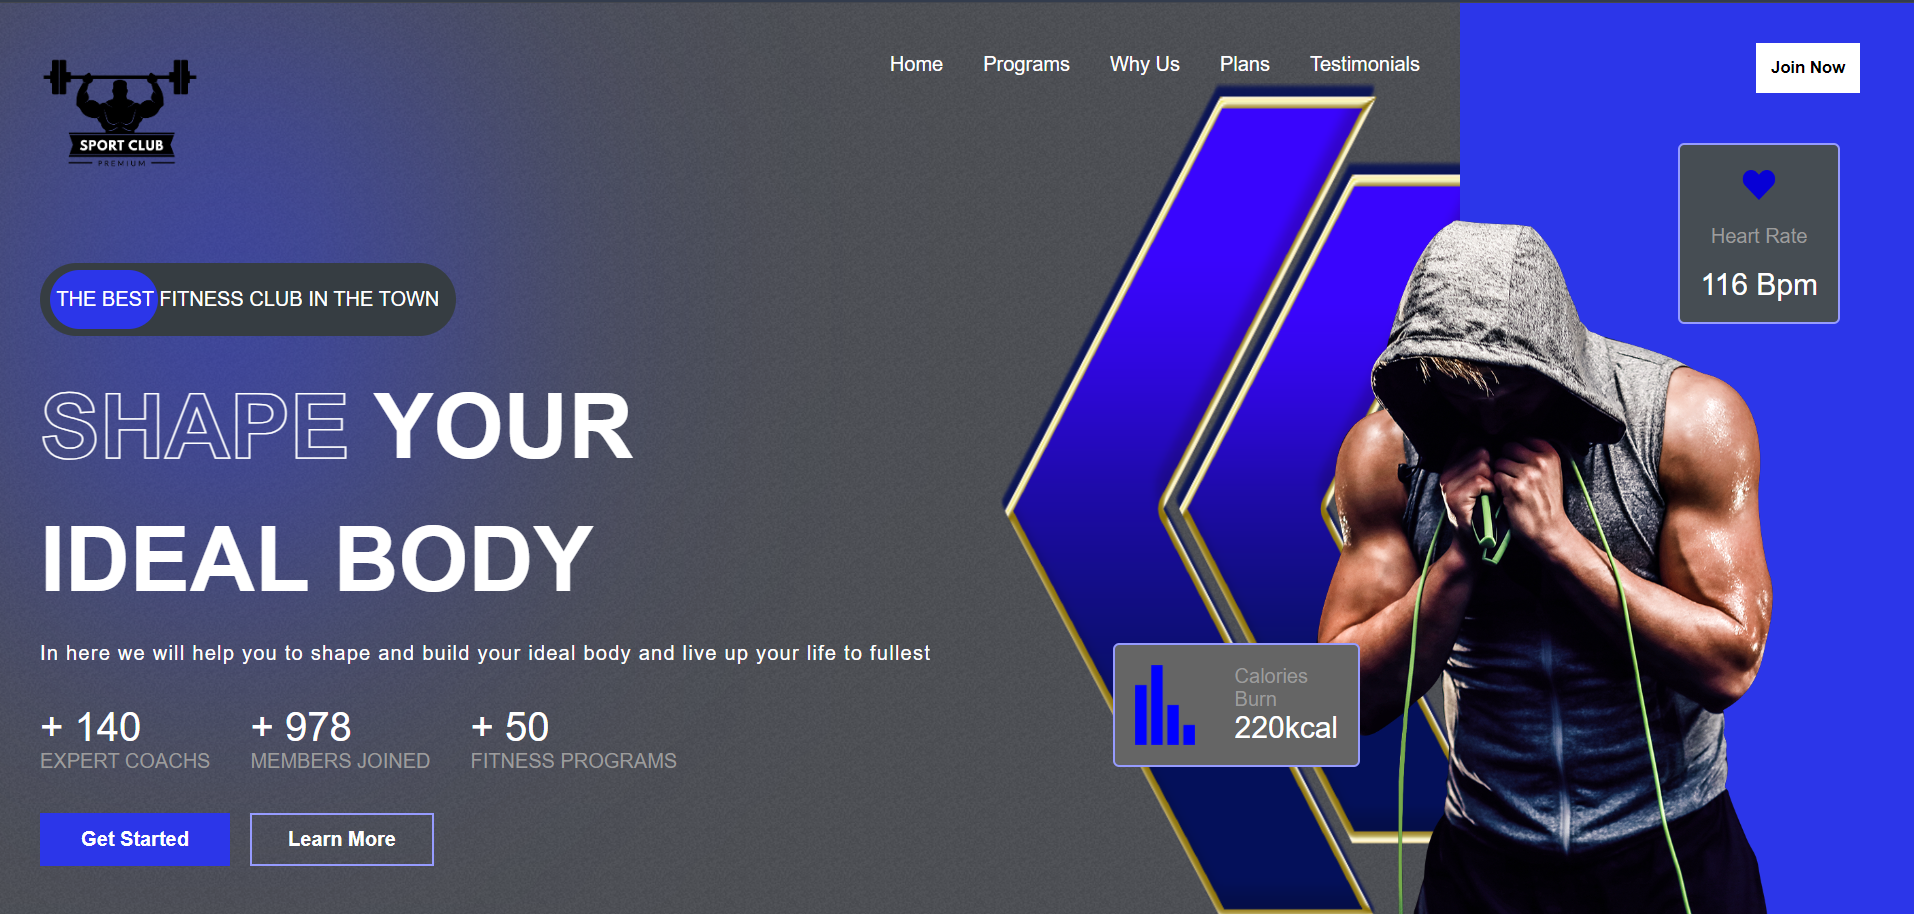 Home Programs Why Us Plans Testimonials
Join Now
SPORT CLUB
PREMIUM
Heart Rate
116 Bpm
THE BEST FITNESS CLUB IN THE TOWN
SHAPE YOUR
IDEAL BODY
In here we will help you to shape and build your ideal body and live up your life to fullest
+ 140
EXPERT COACHS
+ 978
MEMBERS JOINED
+ 50
FITNESS PROGRAMS
Calories
Burn
220kcal
Get Started
Learn More